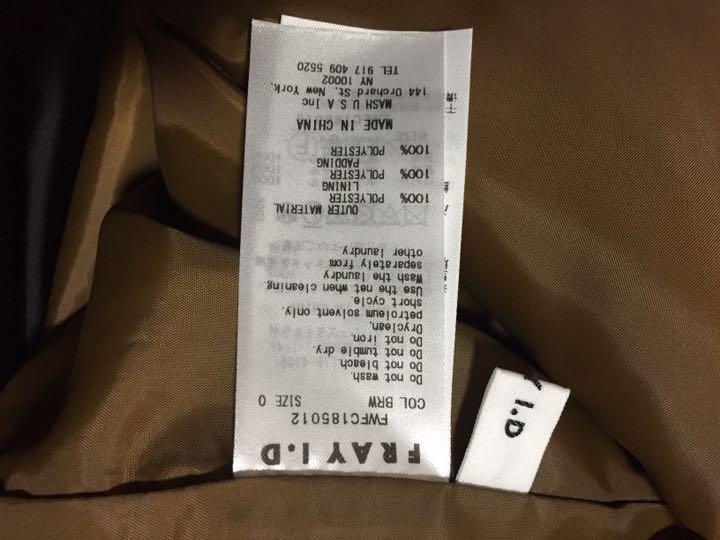 FRAY I.D
FWFC185012
COL BRW SIZE 0
Do not wash.
Do not bleach.
Do not tumble dry.
Do not iron.
Dryclean.
petroleum solvent only.
short cycle.
Use the net when cleaning
Wash the laundry
separately from
other laundry.
OUTER MATERIAL
100% POLYESTER
LINING
100% POLYESTER
PADDING
100% POLYESTER
MADE IN CHINA
MASH U.S.A Inc
144 Orchard St. New York.
NY 10002
TEL 917 409 5520
Y I.D